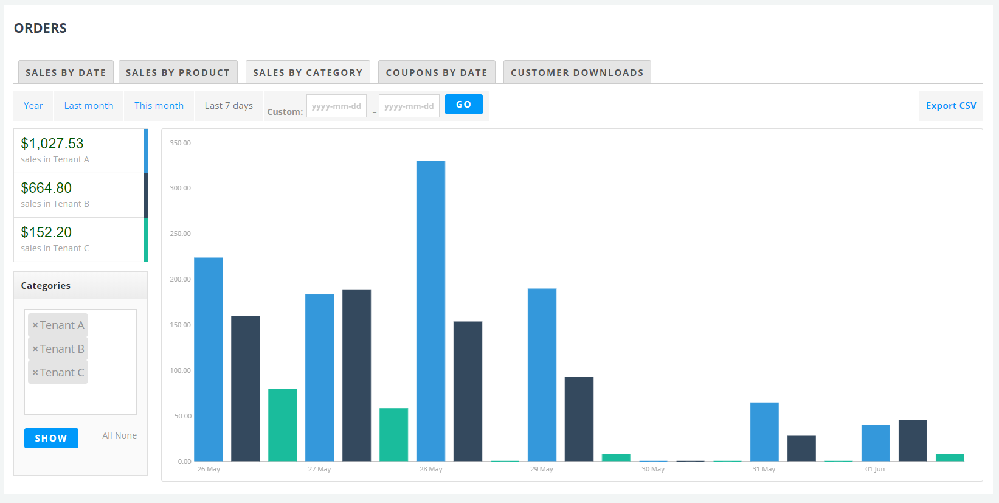 ORDERS
SALES BY DATE SALES BY PRODUCT SALES BY CATEGORY COUPONS BY DATE CUSTOMER DOWNLOADS
Year Last month This month Last 7 days Custom: yyyy-mm-dd – yyyy-mm-dd GO Export CSV
$1,027.53
sales in Tenant A
$664.80
sales in Tenant B
$152.20
sales in Tenant C
Categories
×Tenant A
×Tenant B
×Tenant C
SHOW All None
350.00
300.00
250.00
200.00
150.00
100.00
50.00
0.00
26 May 27 May 28 May 29 May 30 May 31 May 01 Jun